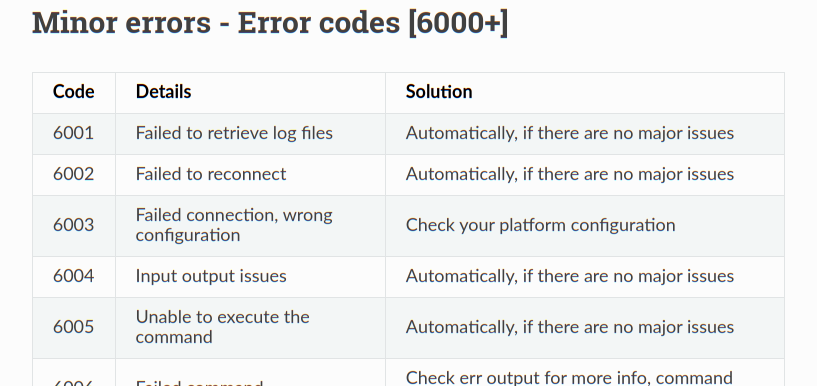 Minor errors - Error codes [6000+]
Code Details Solution
6001 Failed to retrieve log files Automatically, if there are no major issues
6002 Failed to reconnect Automatically, if there are no major issues
6003 Failed connection, wrong configuration Check your platform configuration
6004 Input output issues Automatically, if there are no major issues
6005 Unable to execute the command Automatically, if there are no major issues
6006 Failed command Check err output for more info, command